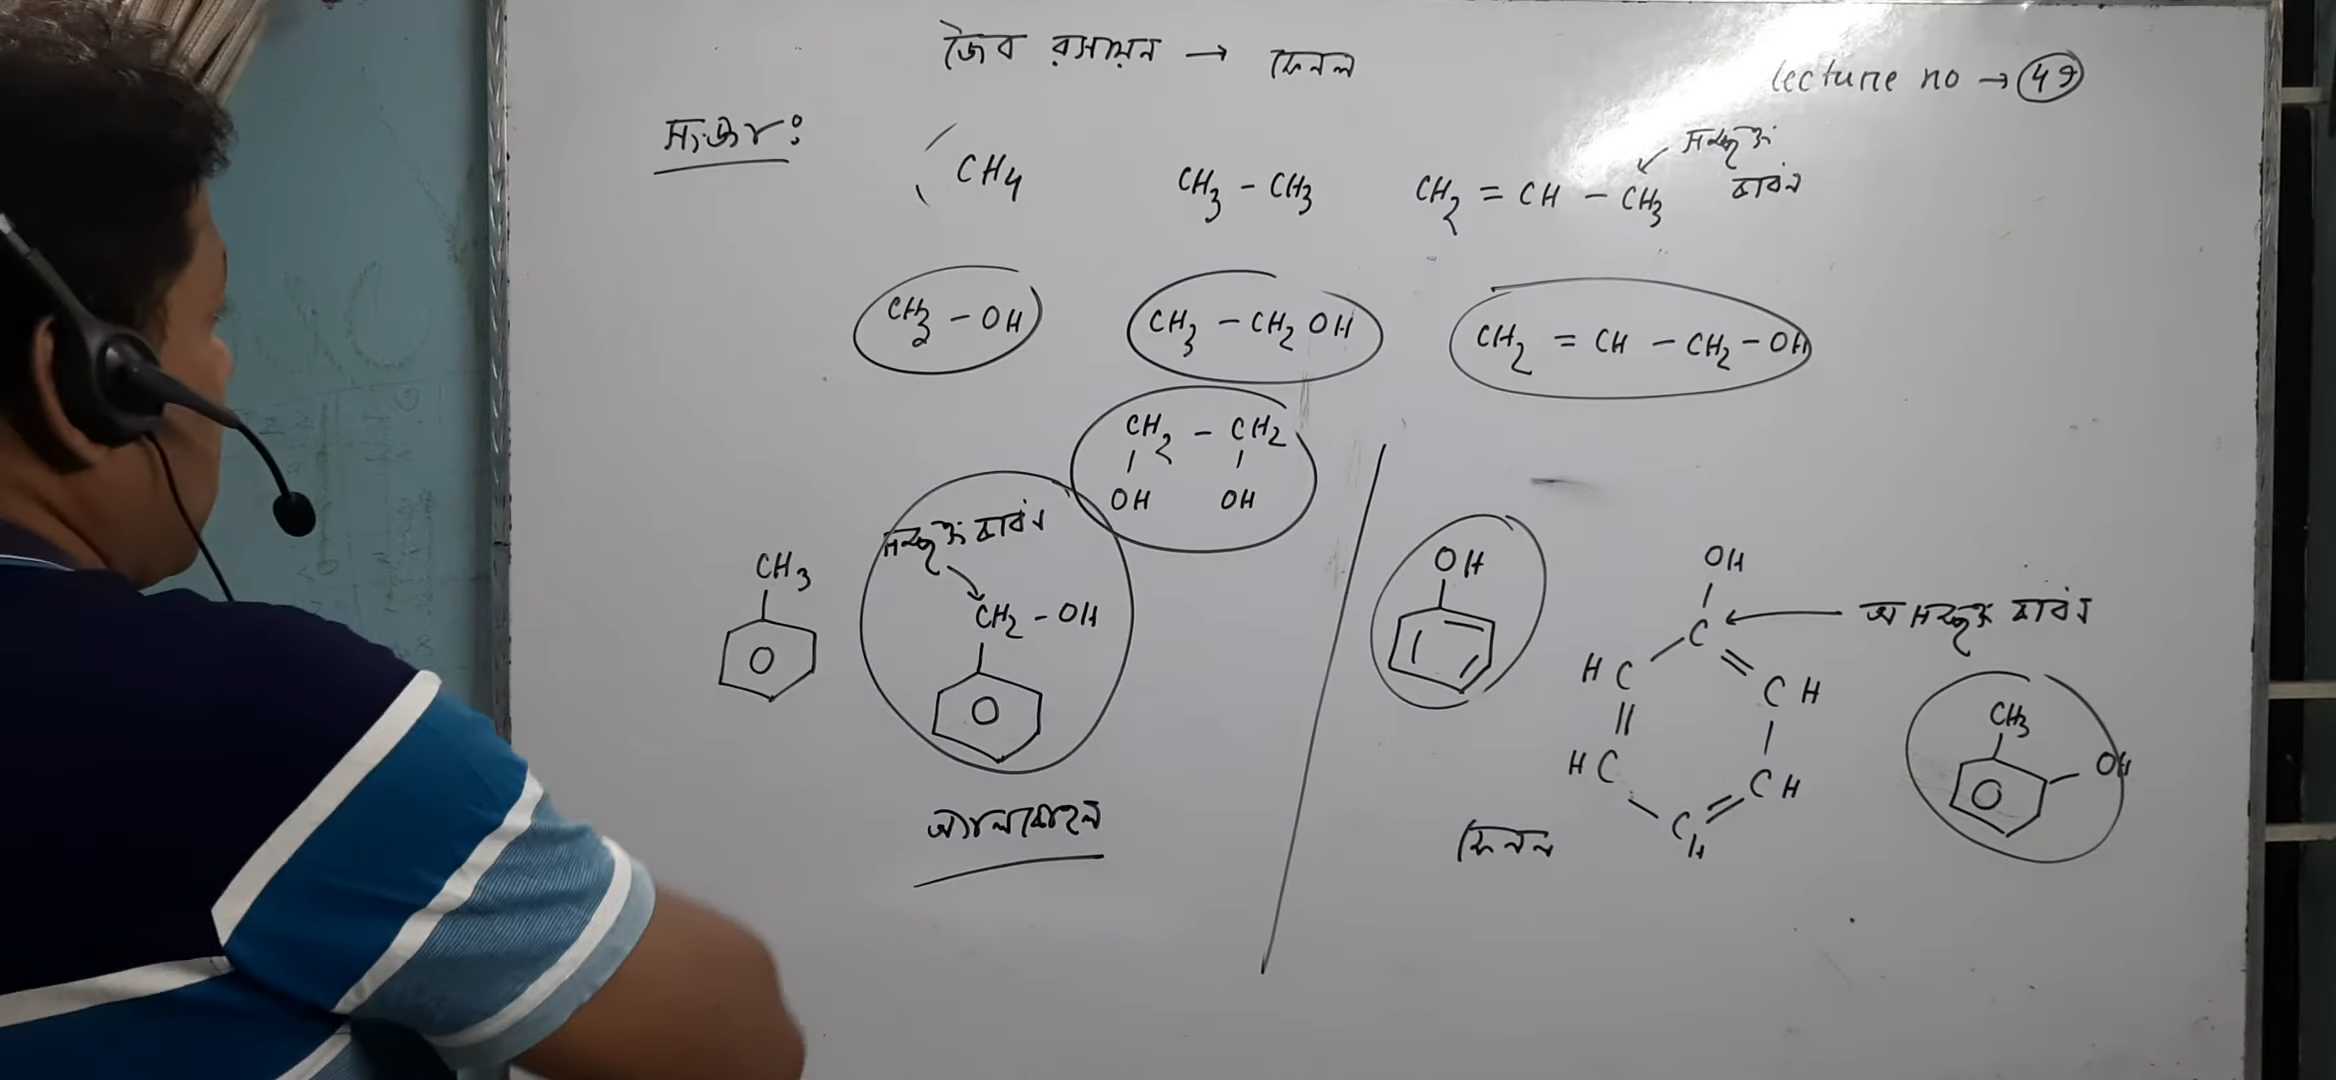 জৈব রসায়ন → ফেনল
lecture no → 49
সংজ্ঞা :
CH4 CH3 - CH3 CH2 = CH - CH3
সম্পৃক্ত
কার্বন
CH3 - OH CH3 - CH2 OH CH2 = CH - CH2 - OH
CH2 - CH2
OH OH
সম্পৃক্ত কার্বন
CH3
CH2 - OH
অ্যালকোহল
OH
OH
অসম্পৃক্ত কার্বন
C
HC CH
HC CH
CH
CH3
OH
ফেনল